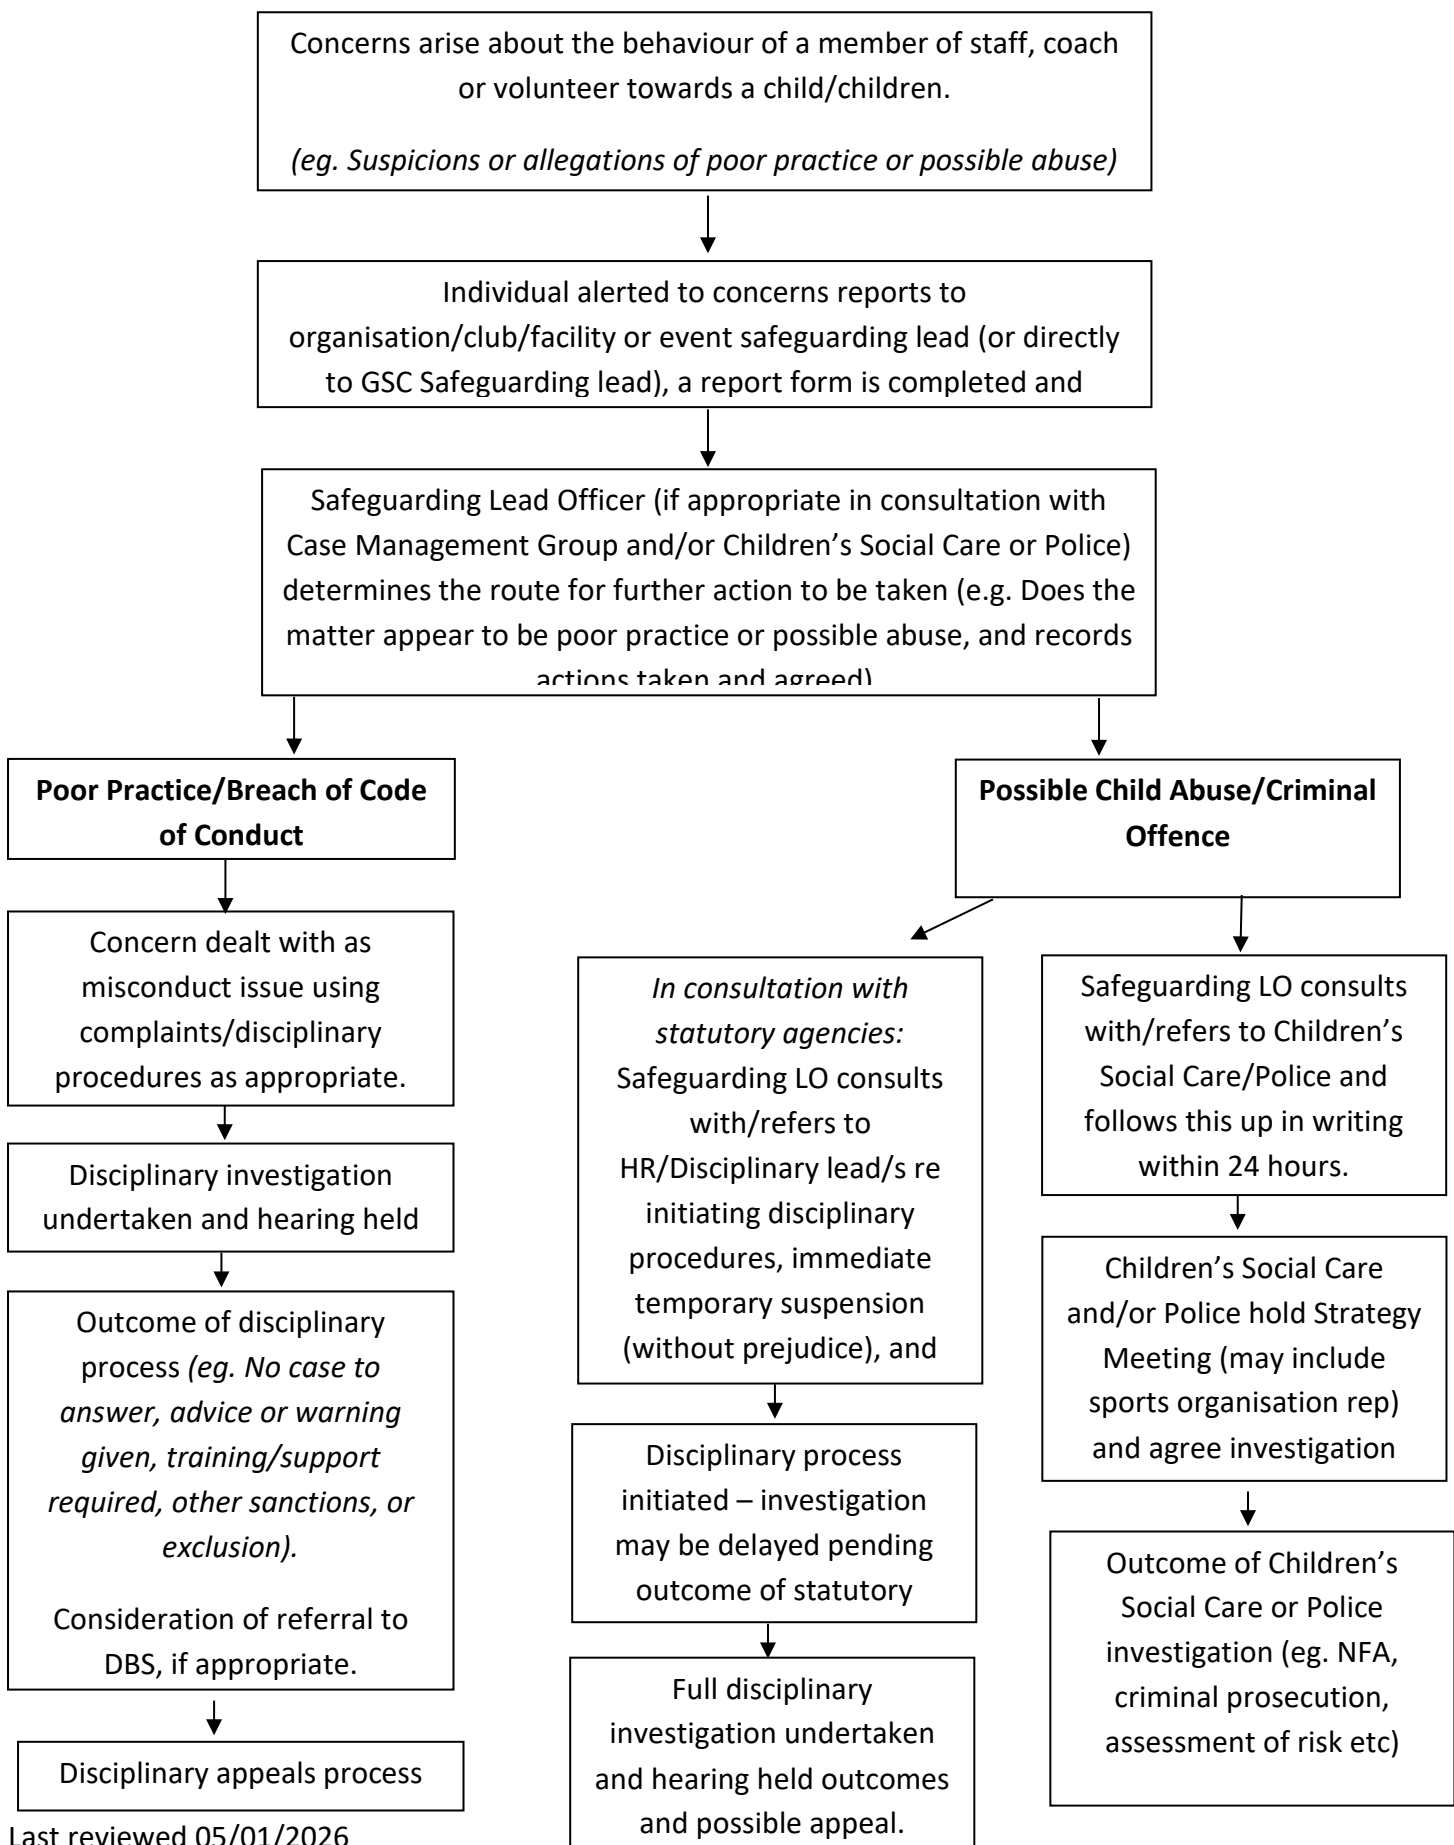 Concerns arise about the behaviour of a member of staff, coach
or volunteer towards a child/children.
(eg. Suspicions or allegations of poor practice or possible abuse)
Individual alerted to concerns reports to
organisation/club/facility or event safeguarding lead (or directly
to GSC Safeguarding lead), a report form is completed and
Safeguarding Lead Officer (if appropriate in consultation with
Case Management Group and/or Children’s Social Care or Police)
determines the route for further action to be taken (e.g. Does the
matter appear to be poor practice or possible abuse, and records
actions taken and agreed)
Poor Practice/Breach of Code
of Conduct
Concern dealt with as
misconduct issue using
complaints/disciplinary
procedures as appropriate.
Disciplinary investigation
undertaken and hearing held
Outcome of disciplinary
process (eg. No case to
answer, advice or warning
given, training/support
required, other sanctions, or
exclusion).
Consideration of referral to
DBS, if appropriate.
Disciplinary appeals process
Possible Child Abuse/Criminal
Offence
In consultation with
statutory agencies:
Safeguarding LO consults
with/refers to
HR/Disciplinary lead/s re
initiating disciplinary
procedures, immediate
temporary suspension
(without prejudice), and
Disciplinary process
initiated – investigation
may be delayed pending
outcome of statutory
Full disciplinary
investigation undertaken
and hearing held outcomes
and possible appeal.
Safeguarding LO consults
with/refers to Children’s
Social Care/Police and
follows this up in writing
within 24 hours.
Children’s Social Care
and/or Police hold Strategy
Meeting (may include
sports organisation rep)
and agree investigation
Outcome of Children’s
Social Care or Police
investigation (eg. NFA,
criminal prosecution,
assessment of risk etc)
Last reviewed 05/01/2026